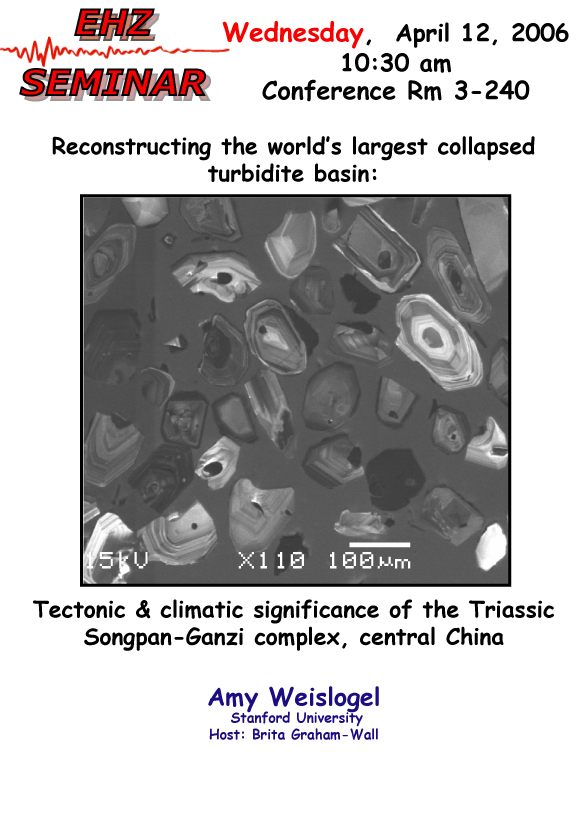 EHZ
SEMINAR
Wednesday, April 12, 2006
10:30 am
Conference Rm 3-240
Reconstructing the world's largest collapsed
turbidite basin:
15kV X110 100µm
Tectonic & climatic significance of the Triassic
Songpan-Ganzi complex, central China
Amy Weislogel
Stanford University
Host: Brita Graham-Wall